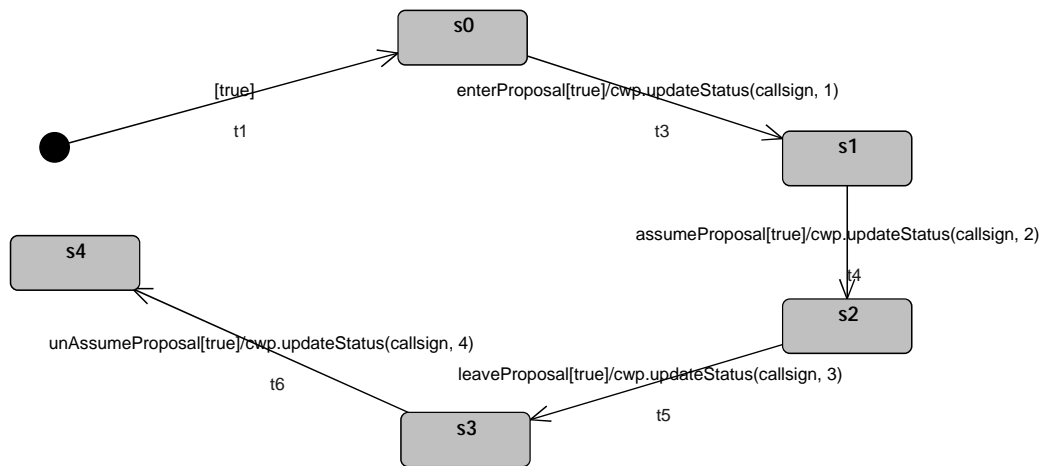 s0
[true]
enterProposal[true]/cwp.updateStatus(callsign, 1)
t1
t3
s1
assumeProposal[true]/cwp.updateStatus(callsign, 2)
s4
t4
s2
unAssumeProposal[true]/cwp.updateStatus(callsign, 4)
leaveProposal[true]/cwp.updateStatus(callsign, 3)
t6
t5
s3